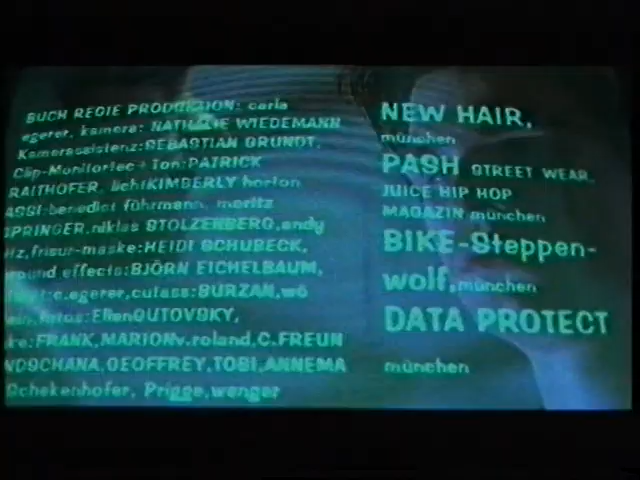 BUCH REGIE PRODUKTION: carla
egerer, kamera: NATHALIE WIEDEMANN
Kameraassistenz:SEBASTIAN GRUNDT,
Clip-Monitortec+Ton:PATRICK
RAITHOFER, licht:KIMBERLY horton
ASSI-benedict führmann, moritz
SPRINGER,niklas STOLZENBERG,andy
frisur-maske:HEIDI SCHUBECK,
effects:BJÖRN EICHELBAUM,
c.egerer,cutass:BURZAN,wö
EllenOUTOVSKY,
FRANK,MARIONv.roland,C.FREUN
NDSCHANA,GEOFFREY,TOBI,ANNEMA
Schekenhofer, Prigge,wenger
NEW HAIR,
münchen
PASH STREET WEAR,
JUICE HIP HOP
MAGAZIN münchen
BIKE-Steppen-
wolf,münchen
DATA PROTECT
münchen